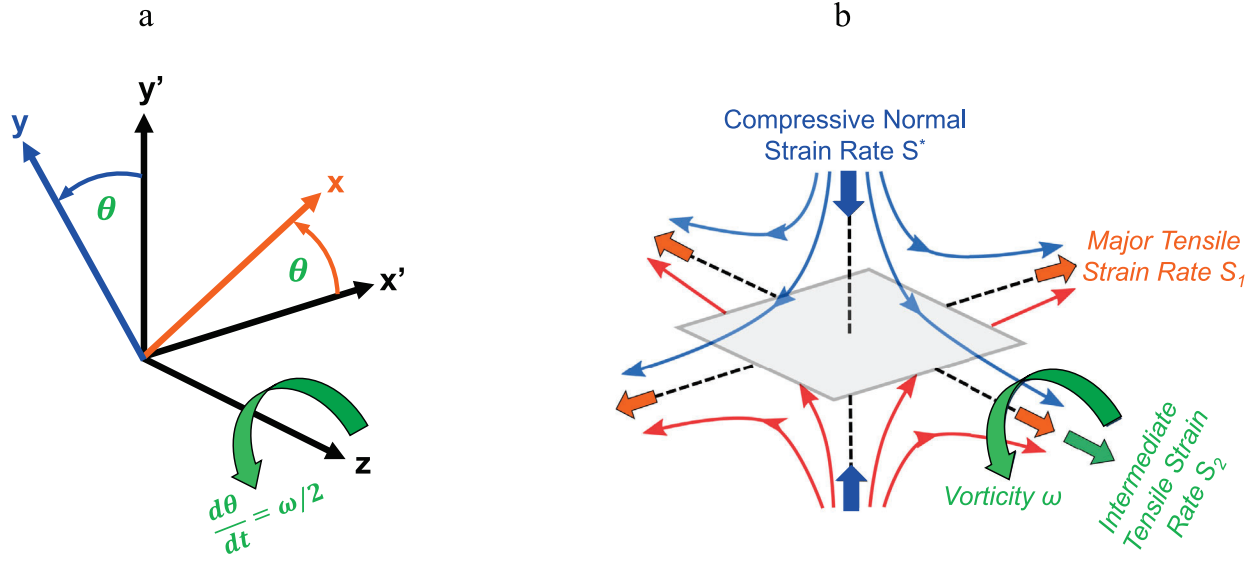 a
y'
y
θ
x
θ
x'
z
dθ/dt = ω/2
b
Compressive Normal
Strain Rate S*
Major Tensile
Strain Rate S₁
Vorticity ω
Intermediate
Tensile Strain
Rate S₂